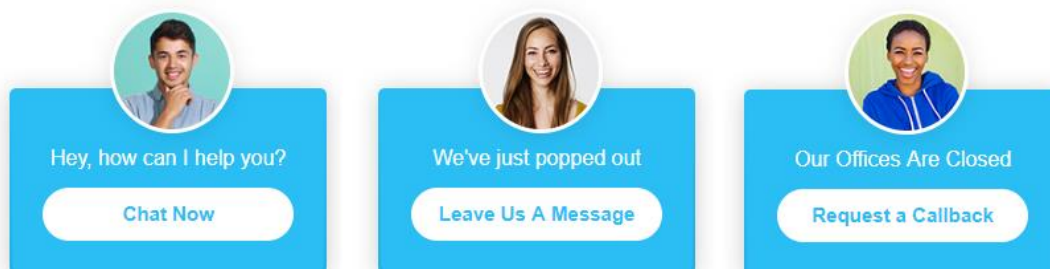 Hey, how can I help you?
Chat Now
We've just popped out
Leave Us A Message
Our Offices Are Closed
Request a Callback